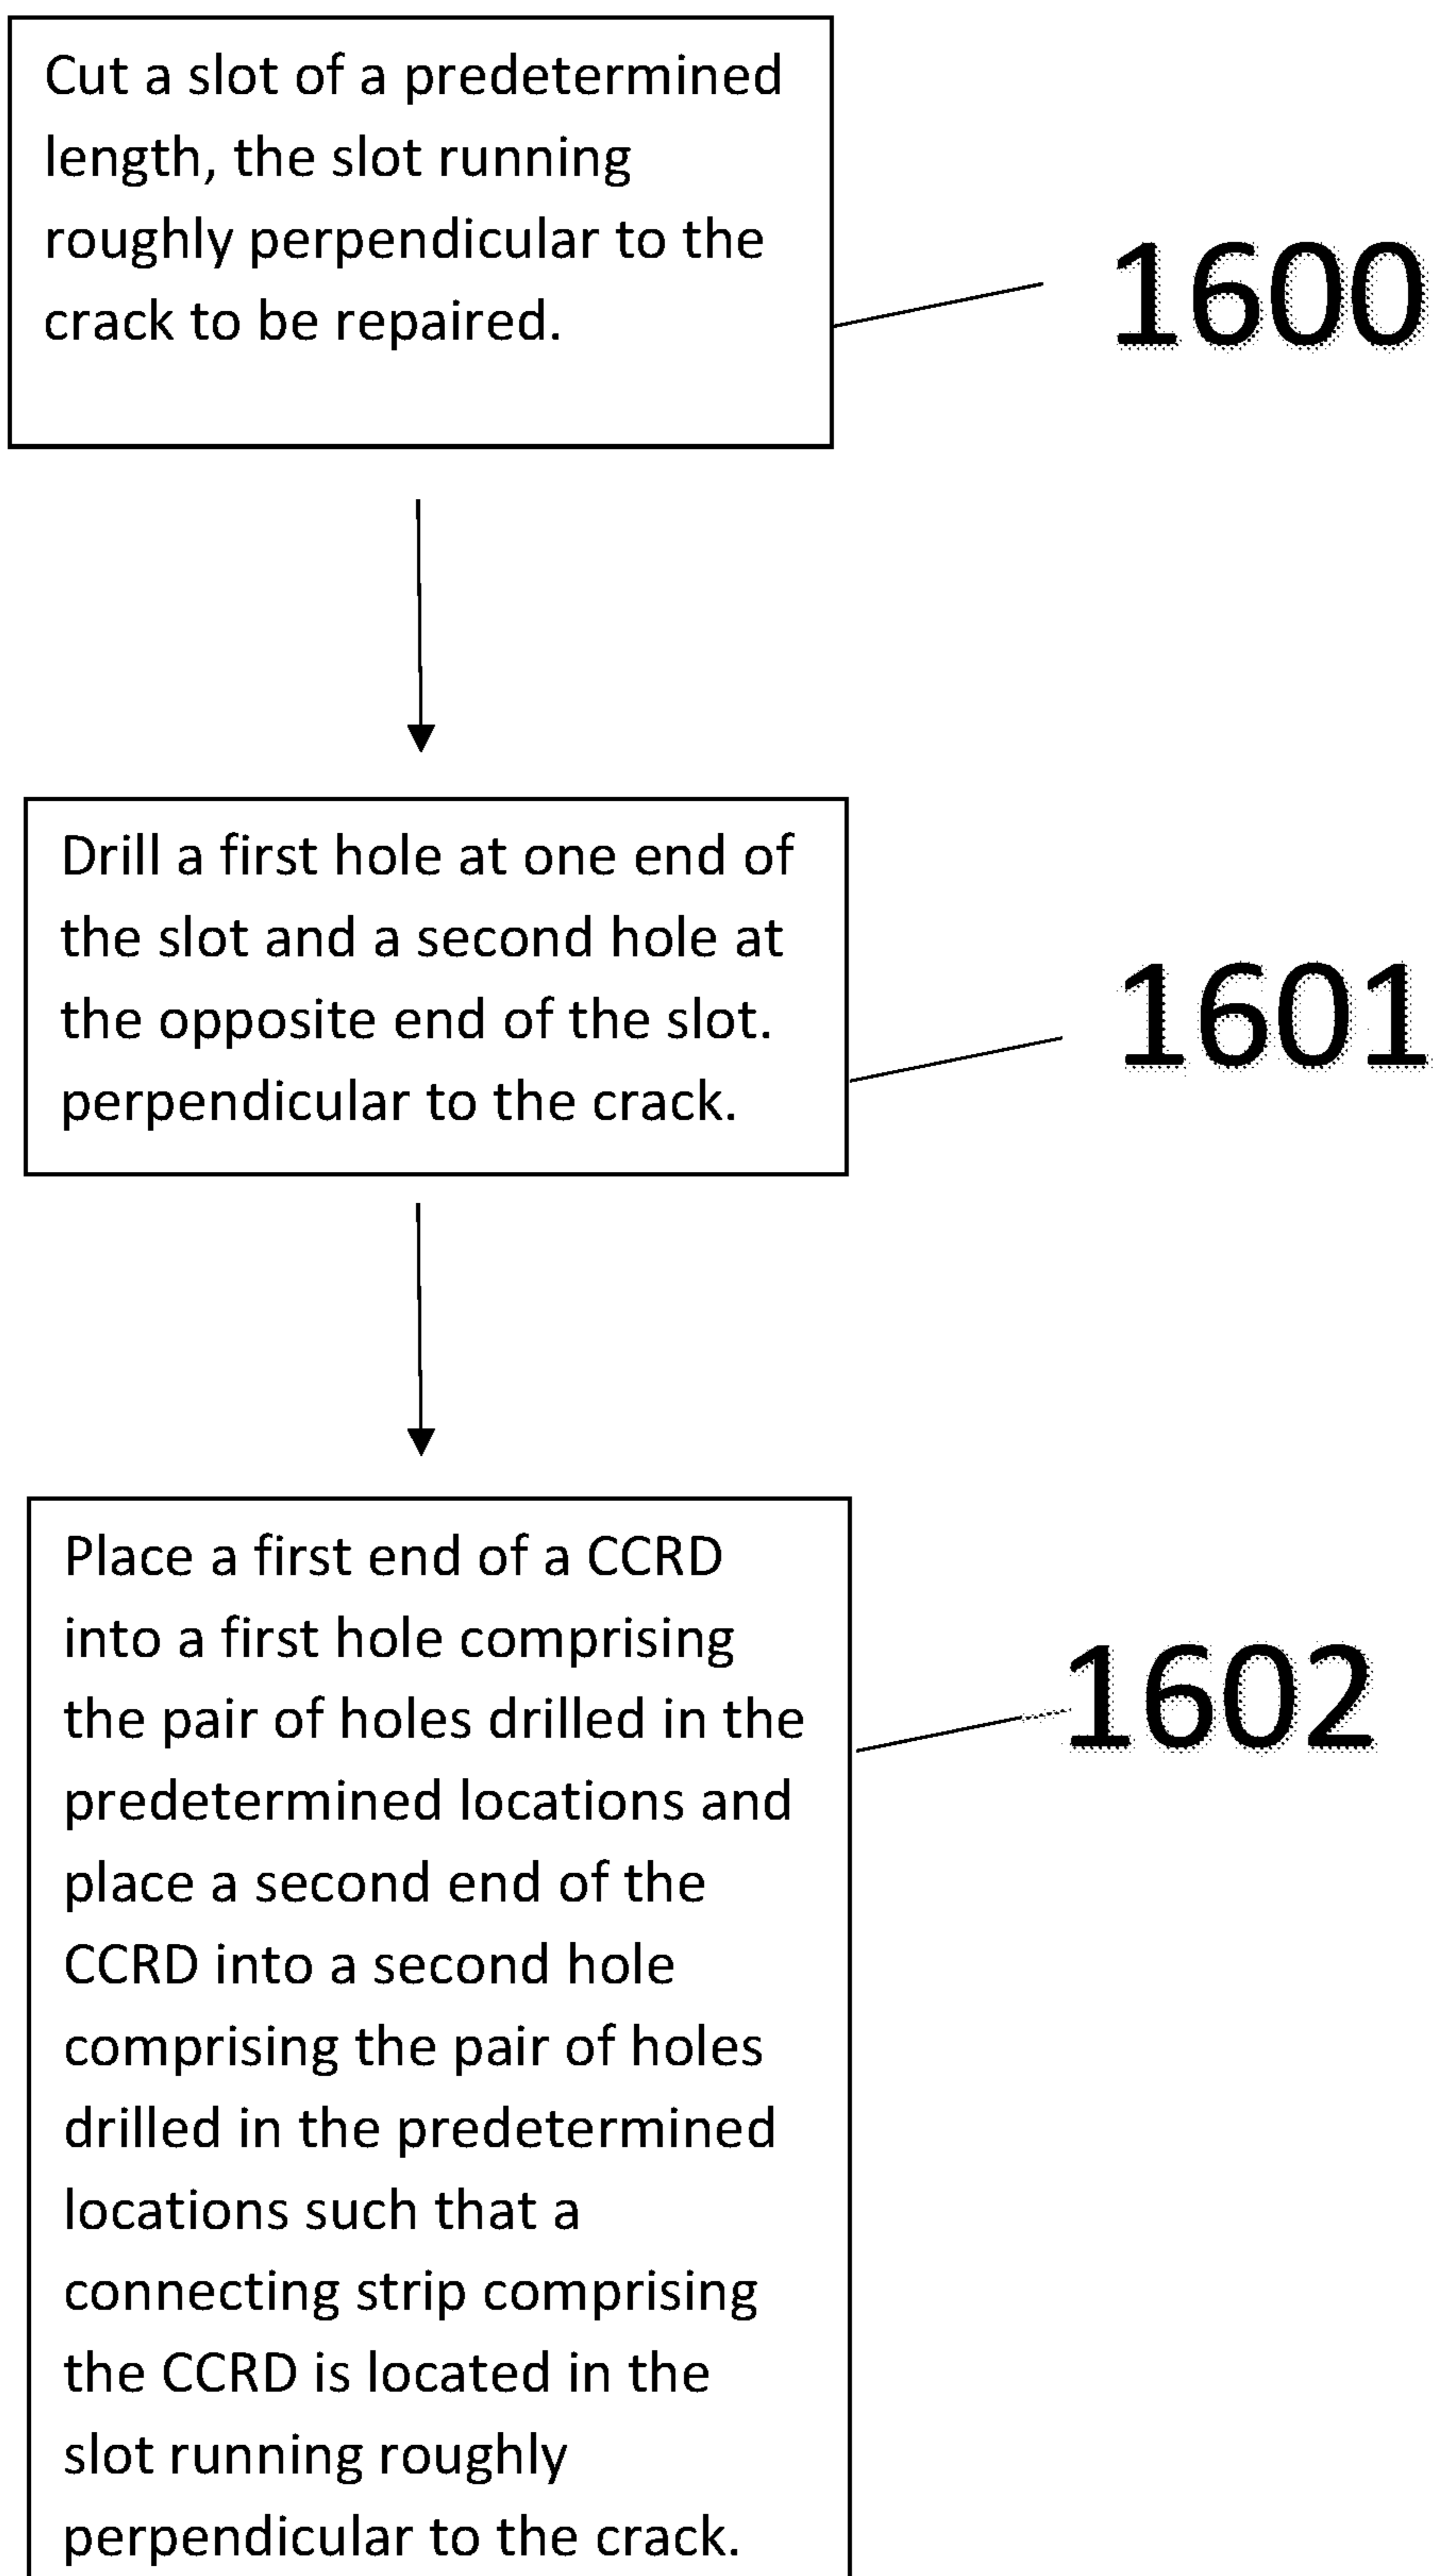 Cut a slot of a predetermined
length, the slot running
roughly perpendicular to the
crack to be repaired.
1600
Drill a first hole at one end of
the slot and a second hole at
the opposite end of the slot.
perpendicular to the crack.
1601
Place a first end of a CCRD
into a first hole comprising
the pair of holes drilled in the
predetermined locations and
place a second end of the
CCRD into a second hole
comprising the pair of holes
drilled in the predetermined
locations such that a
connecting strip comprising
the CCRD is located in the
slot running roughly
perpendicular to the crack.
1602